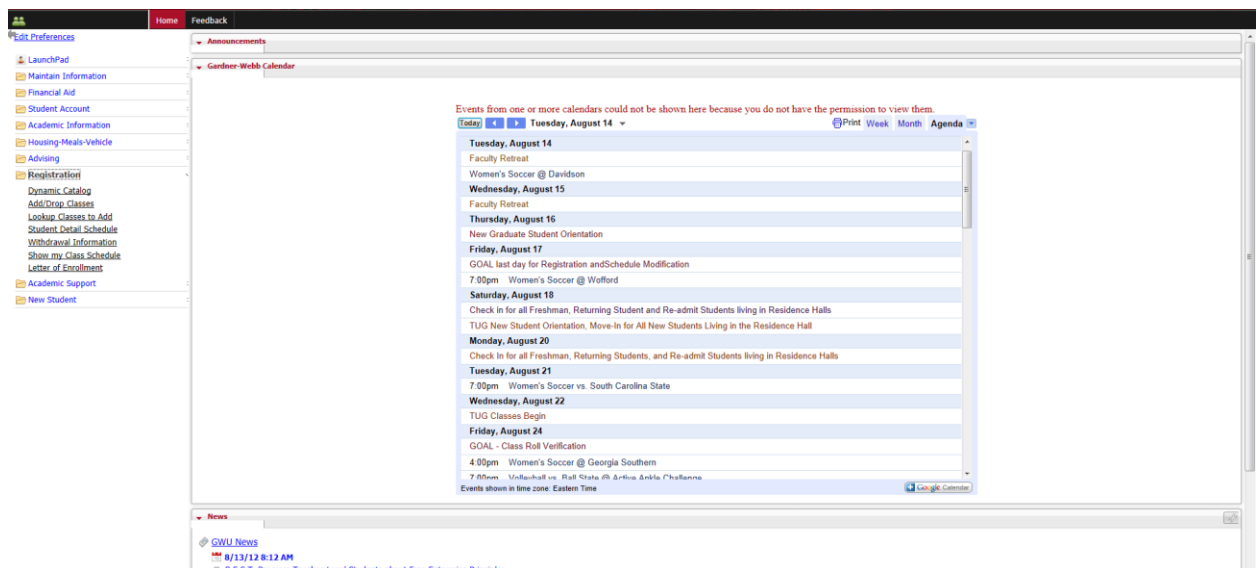 Home Feedback
Edit Preferences
LaunchPad
Maintain Information
Financial Aid
Student Account
Academic Information
Housing-Meals-Vehicle
Advising
Registration
Dynamic Catalog
Add/Drop Classes
Lookup Classes to Add
Student Detail Schedule
Withdrawal Information
Show my Class Schedule
Letter of Enrollment
Academic Support
New Student
Announcements
Gardner-Webb Calendar
Events from one or more calendars could not be shown here because you do not have the permission to view them.
Today Tuesday, August 14 Print Week Month Agenda
Tuesday, August 14
Faculty Retreat
Women's Soccer @ Davidson
Wednesday, August 15
Faculty Retreat
Thursday, August 16
New Graduate Student Orientation
Friday, August 17
GOAL last day for Registration andSchedule Modification
7:00pm Women's Soccer @ Wofford
Saturday, August 18
Check in for all Freshman, Returning Student and Re-admit Students living in Residence Halls
TUG New Student Orientation, Move-In for All New Students Living in the Residence Hall
Monday, August 20
Check In for all Freshman, Returning Students, and Re-admit Students living in Residence Halls
Tuesday, August 21
7:00pm Women's Soccer vs. South Carolina State
Wednesday, August 22
TUG Classes Begin
Friday, August 24
GOAL - Class Roll Verification
4:00pm Women's Soccer @ Georgia Southern
7:00pm Volleyball vs. Ball State @ Active Ankle Challenge
Events shown in time zone: Eastern Time
Google Calendar
News
GWU News
8/13/12 8:12 AM